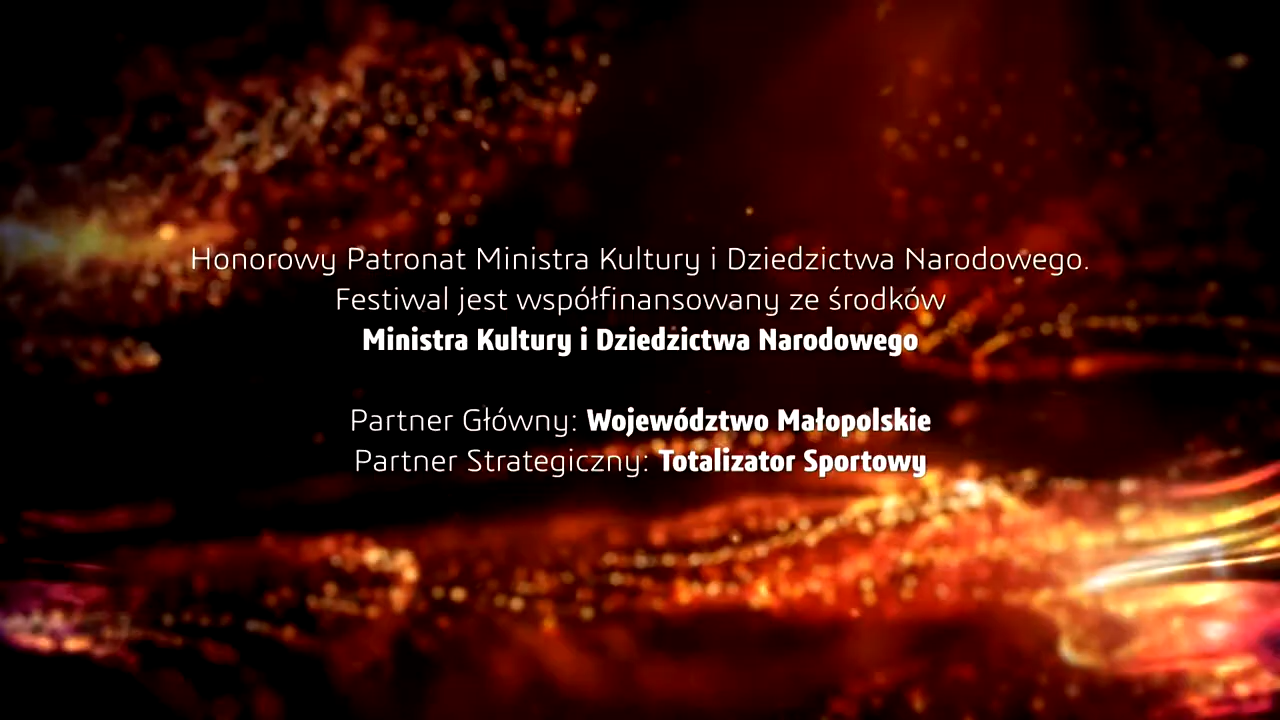 Honorowy Patronat Ministra Kultury i Dziedzictwa Narodowego.
Festiwal jest współfinansowany ze środków
Ministra Kultury i Dziedzictwa Narodowego
Partner Główny: Województwo Małopolskie
Partner Strategiczny: Totalizator Sportowy